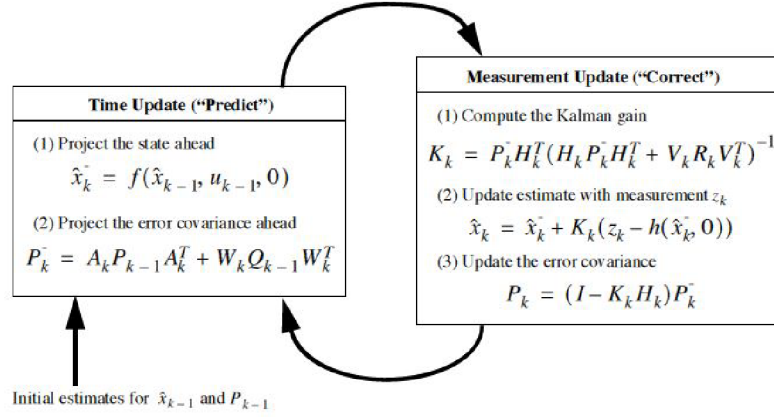 Time Update (“Predict”)
(1) Project the state ahead
x̂ₖ⁻ = f(x̂ₖ₋₁, uₖ₋₁, 0)
(2) Project the error covariance ahead
Pₖ⁻ = AₖPₖ₋₁Aₖᵀ + WₖQₖ₋₁Wₖᵀ
Measurement Update (“Correct”)
(1) Compute the Kalman gain
Kₖ = Pₖ⁻Hₖᵀ(HₖPₖ⁻Hₖᵀ + VₖRₖVₖᵀ)⁻¹
(2) Update estimate with measurement zₖ
x̂ₖ = x̂ₖ⁻ + Kₖ(zₖ – h(x̂ₖ⁻, 0))
(3) Update the error covariance
Pₖ = (I – KₖHₖ)Pₖ⁻
Initial estimates for x̂ₖ₋₁ and Pₖ₋₁